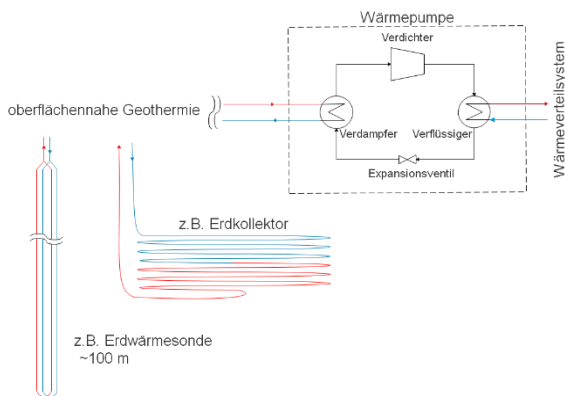 Wärmepumpe
Verdichter
oberflächennahe Geothermie
Verdampfer
Verflüssiger
Expansionsventil
Wärmeverteilsystem
z.B. Erdkollektor
z.B. Erdwärmesonde
~100 m